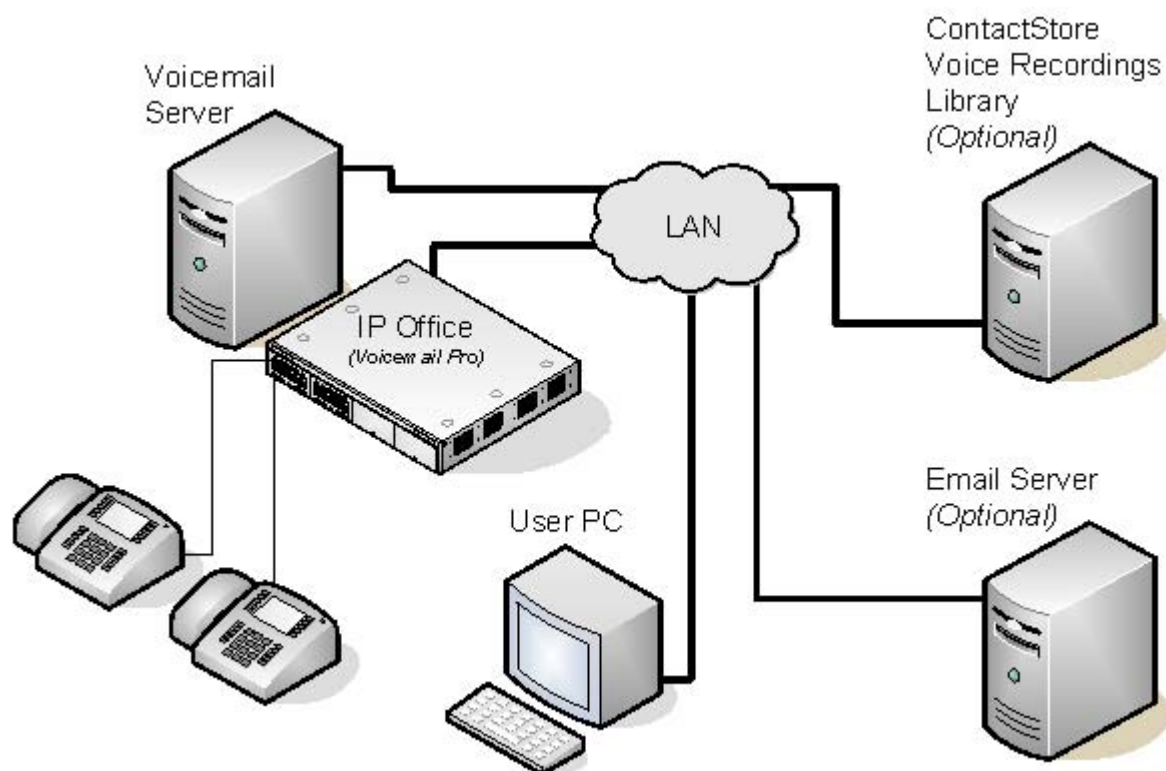 Voicemail
Server
ContactStore
Voice Recordings
Library
(Optional)
LAN
IP Office
(Voicemail Pro)
User PC
Email Server
(Optional)